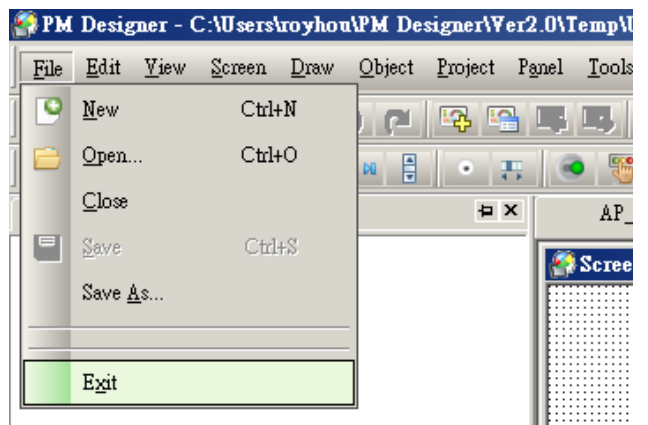 PM Designer - C:\Users\royhou\PM Designer\Ver2.0\Temp\U
File Edit View Screen Draw Object Project Panel Tools
New Ctrl+N
Open... Ctrl+O
Close
AP_
Save Ctrl+S
Scree
Save As...
Exit